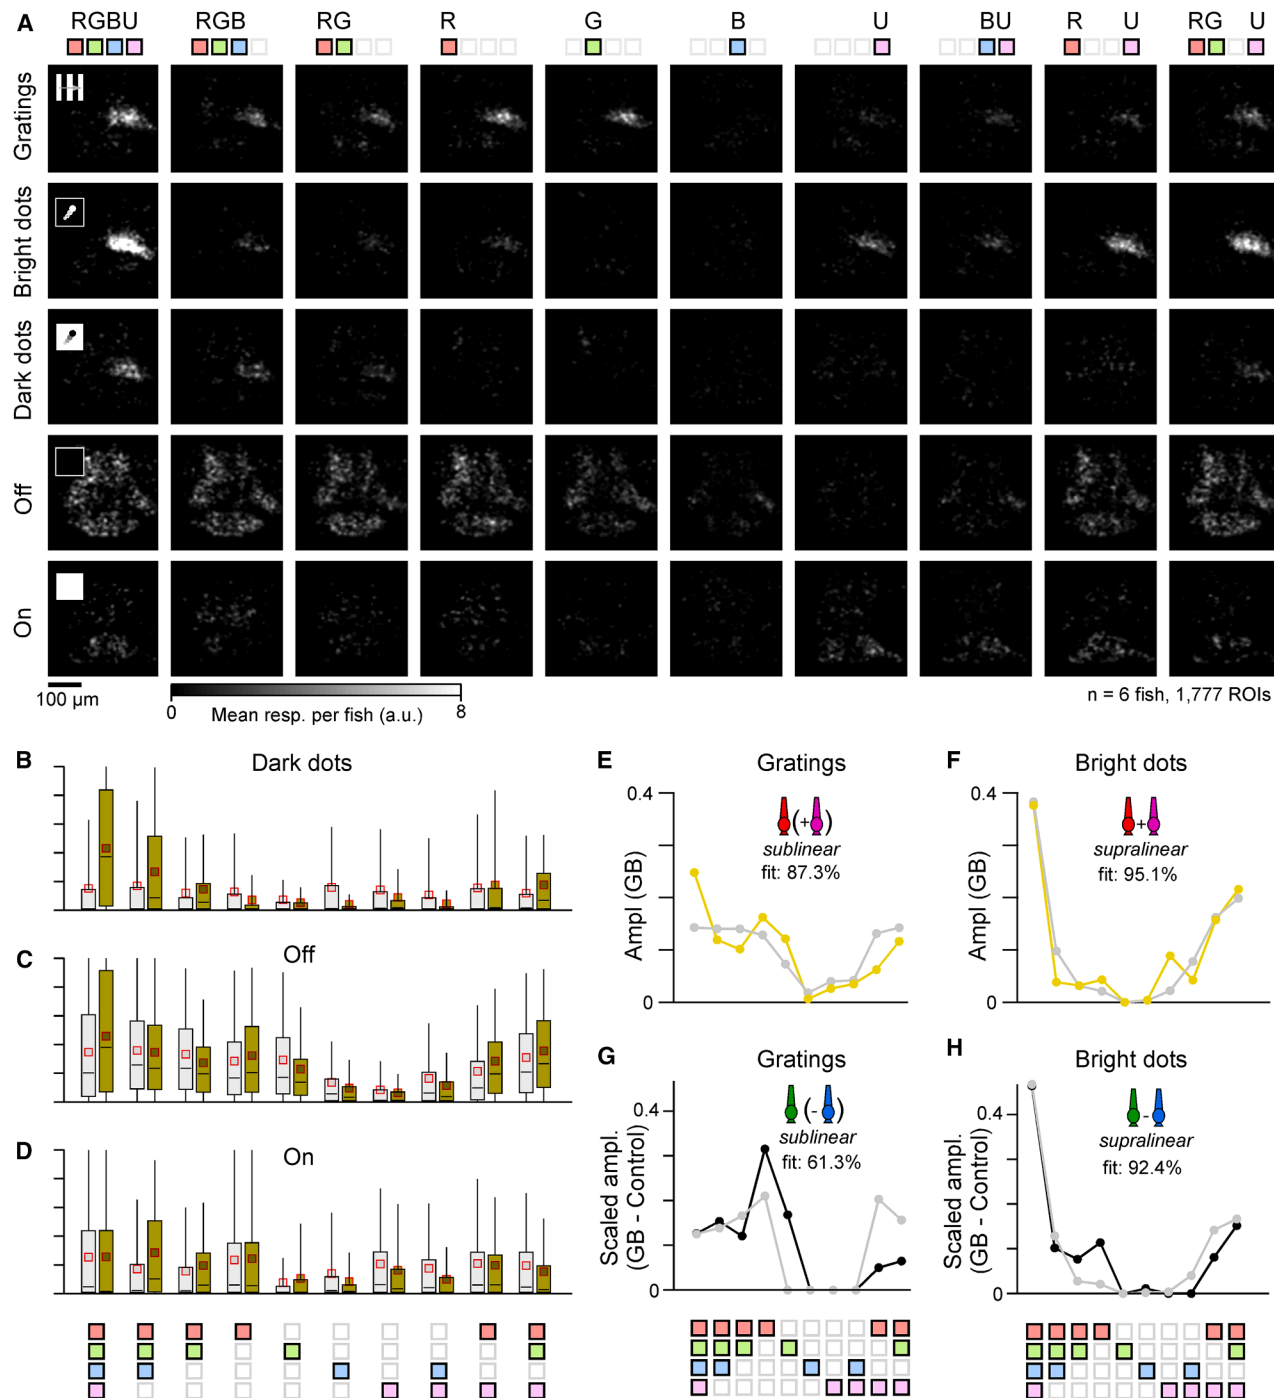 A
RGBU RGB RG R G B U BU R U RG U
Gratings
Bright dots
Dark dots
Off
On
100 µm
0 8
Mean resp. per fish (a.u.)
n = 6 fish, 1,777 ROIs
B Dark dots
C Off
D On
E Gratings
0.4
(+ )
sublinear
fit: 87.3%
Ampl (GB)
0
F Bright dots
0.4
+
supralinear
fit: 95.1%
Ampl (GB)
0
G Gratings
0.4
(- )
sublinear
fit: 61.3%
Scaled ampl.
(GB - Control)
0
H Bright dots
0.4
-
supralinear
fit: 92.4%
Scaled ampl.
(GB - Control)
0